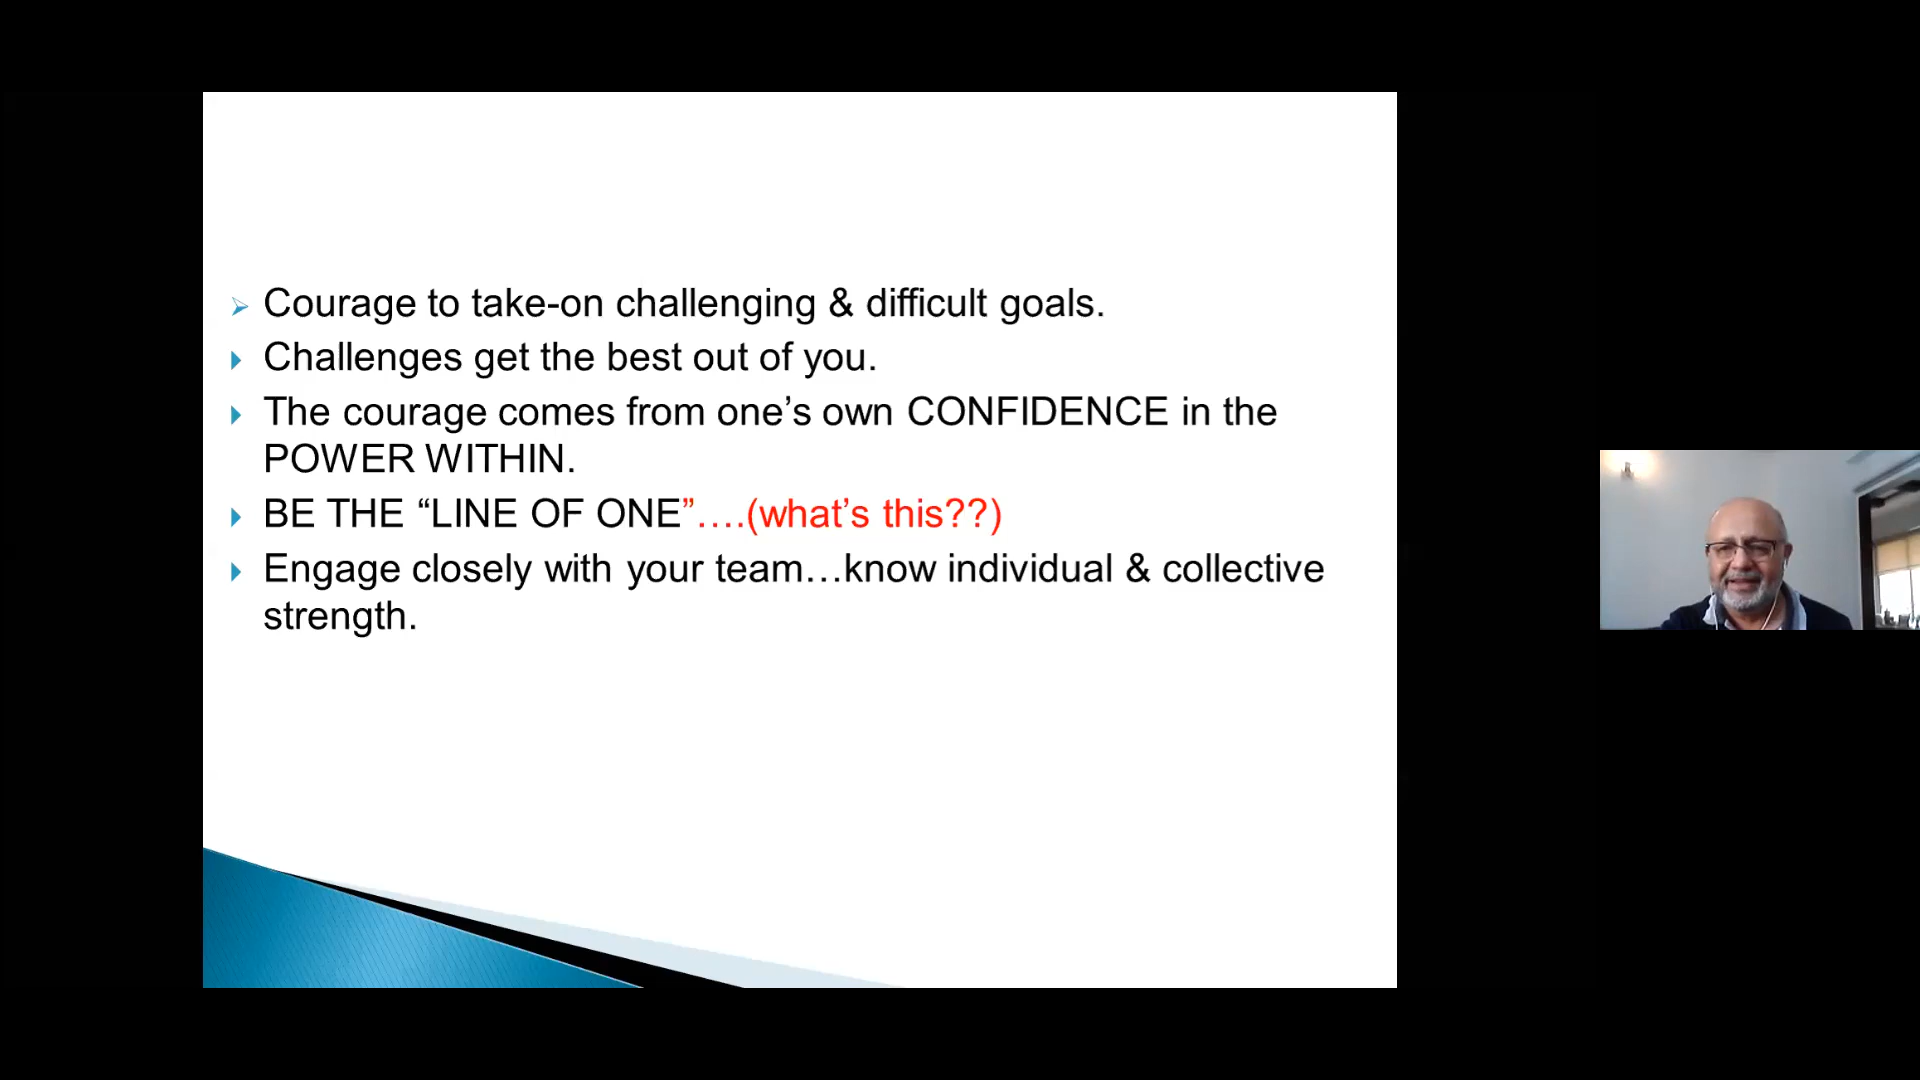 Courage to take-on challenging & difficult goals.
Challenges get the best out of you.
The courage comes from one’s own CONFIDENCE in the
POWER WITHIN.
BE THE “LINE OF ONE”….(what’s this??)
Engage closely with your team…know individual & collective
strength.